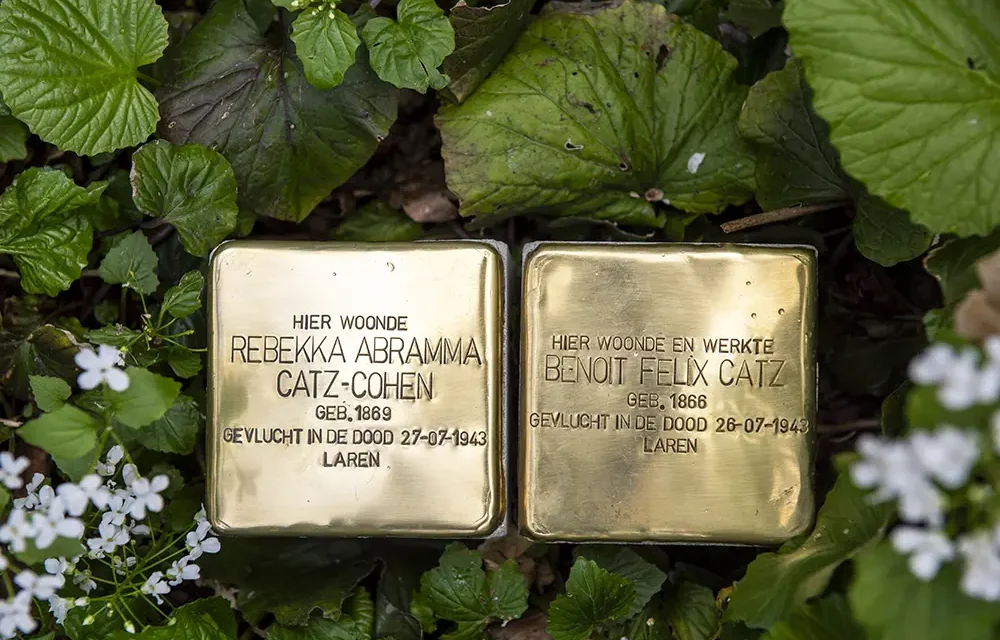 HIER WOONDE
REBEKKA ABRAMMA
CATZ-COHEN
GEB. 1869
GEVLUCHT IN DE DOOD 27-07-1943
LAREN
HIER WOONDE EN WERKTE
BENOIT FELIX CATZ
GEB. 1866
GEVLUCHT IN DE DOOD 26-07-1943
LAREN